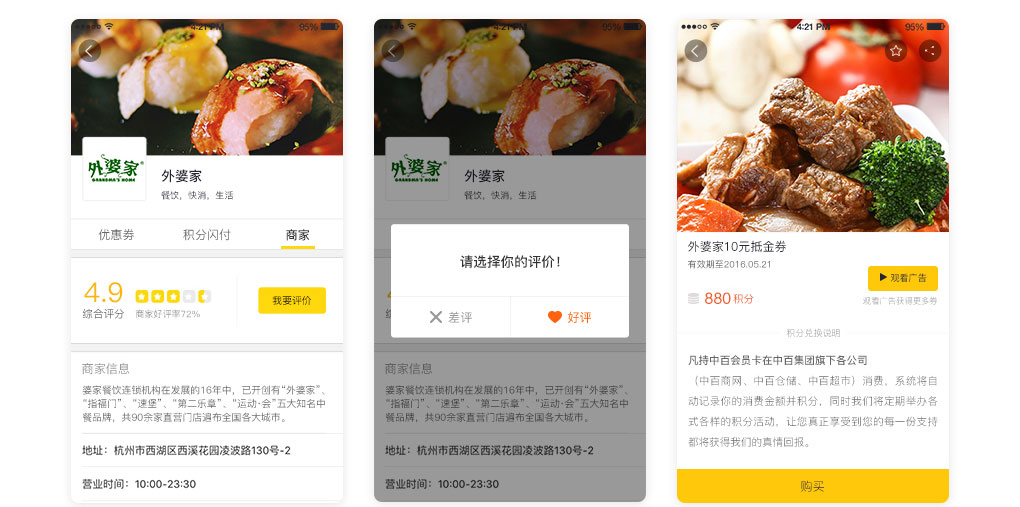 4:21 PM
95%
外婆家
GRANDMA'S HOME
外婆家
餐饮，快消，生活
优惠券
积分闪付
商家
4.9
综合评分
商家好评率72%
我要评价
商家信息
婆家餐饮连锁机构在发展的16年中，已开创有“外婆家”、
“指福门”、“速堡”、“第二乐章”、“运动·会”五大知名中
餐品牌，共90余家直营门店遍布全国各大城市。
地址：杭州市西湖区西溪花园凌波路130号-2
营业时间：10:00-23:30
4:21 PM
95%
外婆家
GRANDMA'S HOME
外婆家
餐饮，快消，生活
请选择你的评价！
差评
好评
商家信息
婆家餐饮连锁机构在发展的16年中，已开创有“外婆家”、
“指福门”、“速堡”、“第二乐章”、“运动·会”五大知名中
餐品牌，共90余家直营门店遍布全国各大城市。
地址：杭州市西湖区西溪花园凌波路130号-2
营业时间：10:00-23:30
4:21 PM
95%
外婆家10元抵金券
有效期至2016.05.21
观看广告
880 积分
观看广告获得更多券
积分兑换说明
凡持中百会员卡在中百集团旗下各公司
（中百商网、中百仓储、中百超市）消费，系统将自
动记录你的消费金额并积分，同时我们将定期举办各
式各样的积分活动，让您真正享受到您的每一份支持
都将获得我们的真情回报。
购买